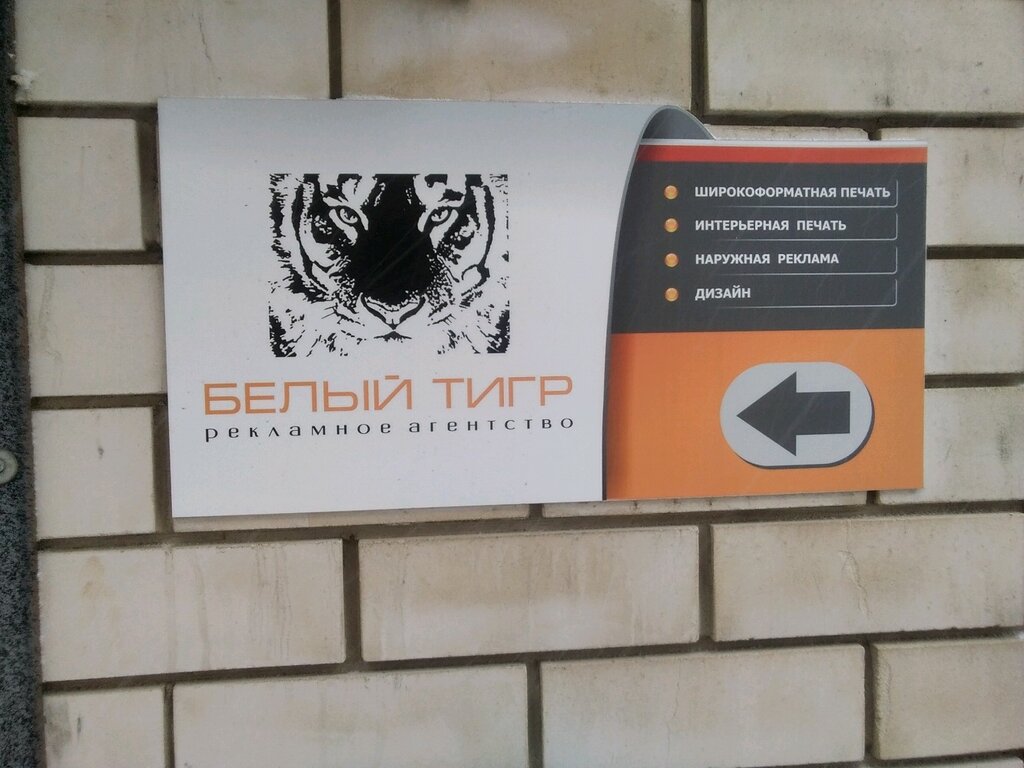 БЕЛЫЙ ТИГР
рекламное агентство
ШИРОКОФОРМАТНАЯ ПЕЧАТЬ
ИНТЕРЬЕРНАЯ ПЕЧАТЬ
НАРУЖНАЯ РЕКЛАМА
ДИЗАЙН